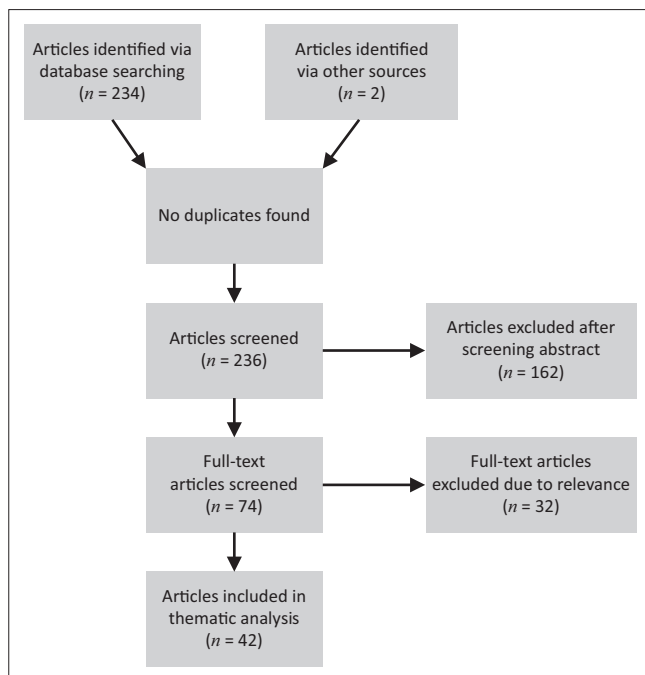 Articles identified via
database searching
(n = 234)
Articles identified
via other sources
(n = 2)
No duplicates found
Articles screened
(n = 236)
Articles excluded after
screening abstract
(n = 162)
Full-text
articles screened
(n = 74)
Full-text articles
excluded due to relevance
(n = 32)
Articles included in
thematic analysis
(n = 42)